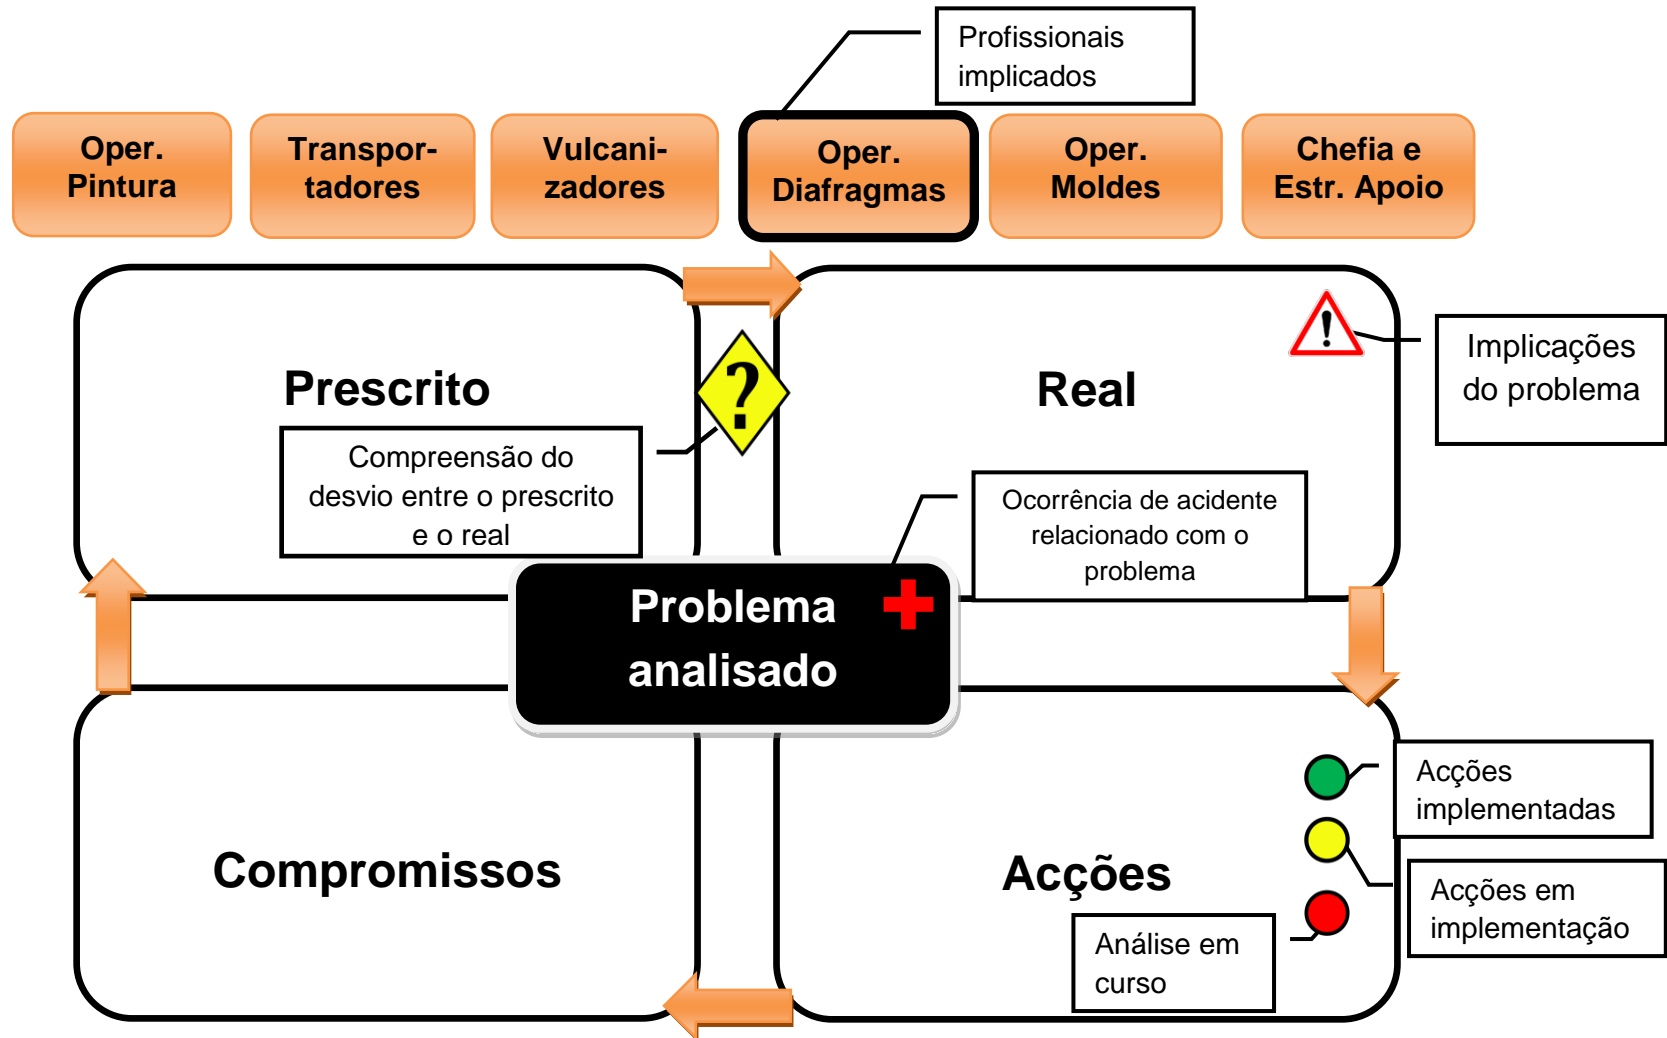 Profissionais
implicados
Oper.
Pintura
Transpor-
tadores
Vulcani-
zadores
Oper.
Diafragmas
Oper.
Moldes
Chefia e
Estr. Apoio
Prescrito
?
Real
!
Implicações
do problema
Compreensão do
desvio entre o prescrito
e o real
Ocorrência de acidente
relacionado com o
problema
Problema
analisado
Compromissos
Acções
Acções
implementadas
Acções em
implementação
Análise em
curso